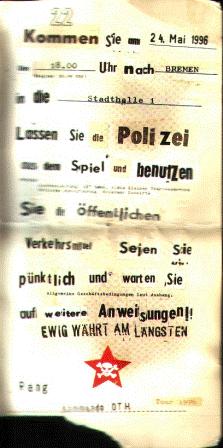 22
Kommen Sie am 24. Mai 1996
18.00 Uhr nach BREMEN
in die Stadthalle 1
Lassen Sie die Polizei
aus dem Spiel und benutzen
Sie die Öffentlichen
Verkehrsmittel Seien Sie
pünktlich und warten Sie
Allgemeine Geschäftsbedingungen laut Aushang.
auf weitere Anweisungen!!
EWIG WÄHRT AM LÄNGSTEN
Rang
Tour 1996
Kommando DTH